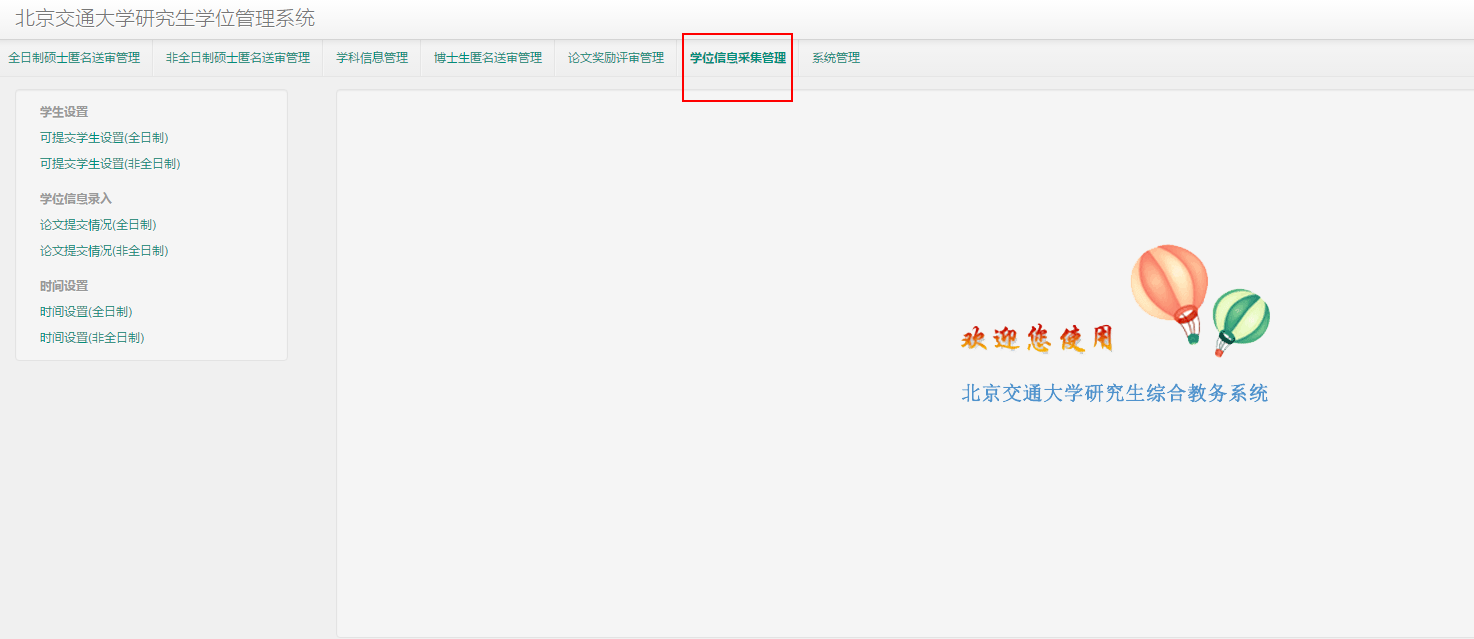 北京交通大学研究生学位管理系统
全日制硕士匿名送审管理 非全日制硕士匿名送审管理 学科信息管理 博士生匿名送审管理 论文奖励评审管理 学位信息采集管理 系统管理
学生设置
可提交学生设置(全日制)
可提交学生设置(非全日制)
学位信息录入
论文提交情况(全日制)
论文提交情况(非全日制)
时间设置
时间设置(全日制)
时间设置(非全日制)
欢迎您使用
北京交通大学研究生综合教务系统